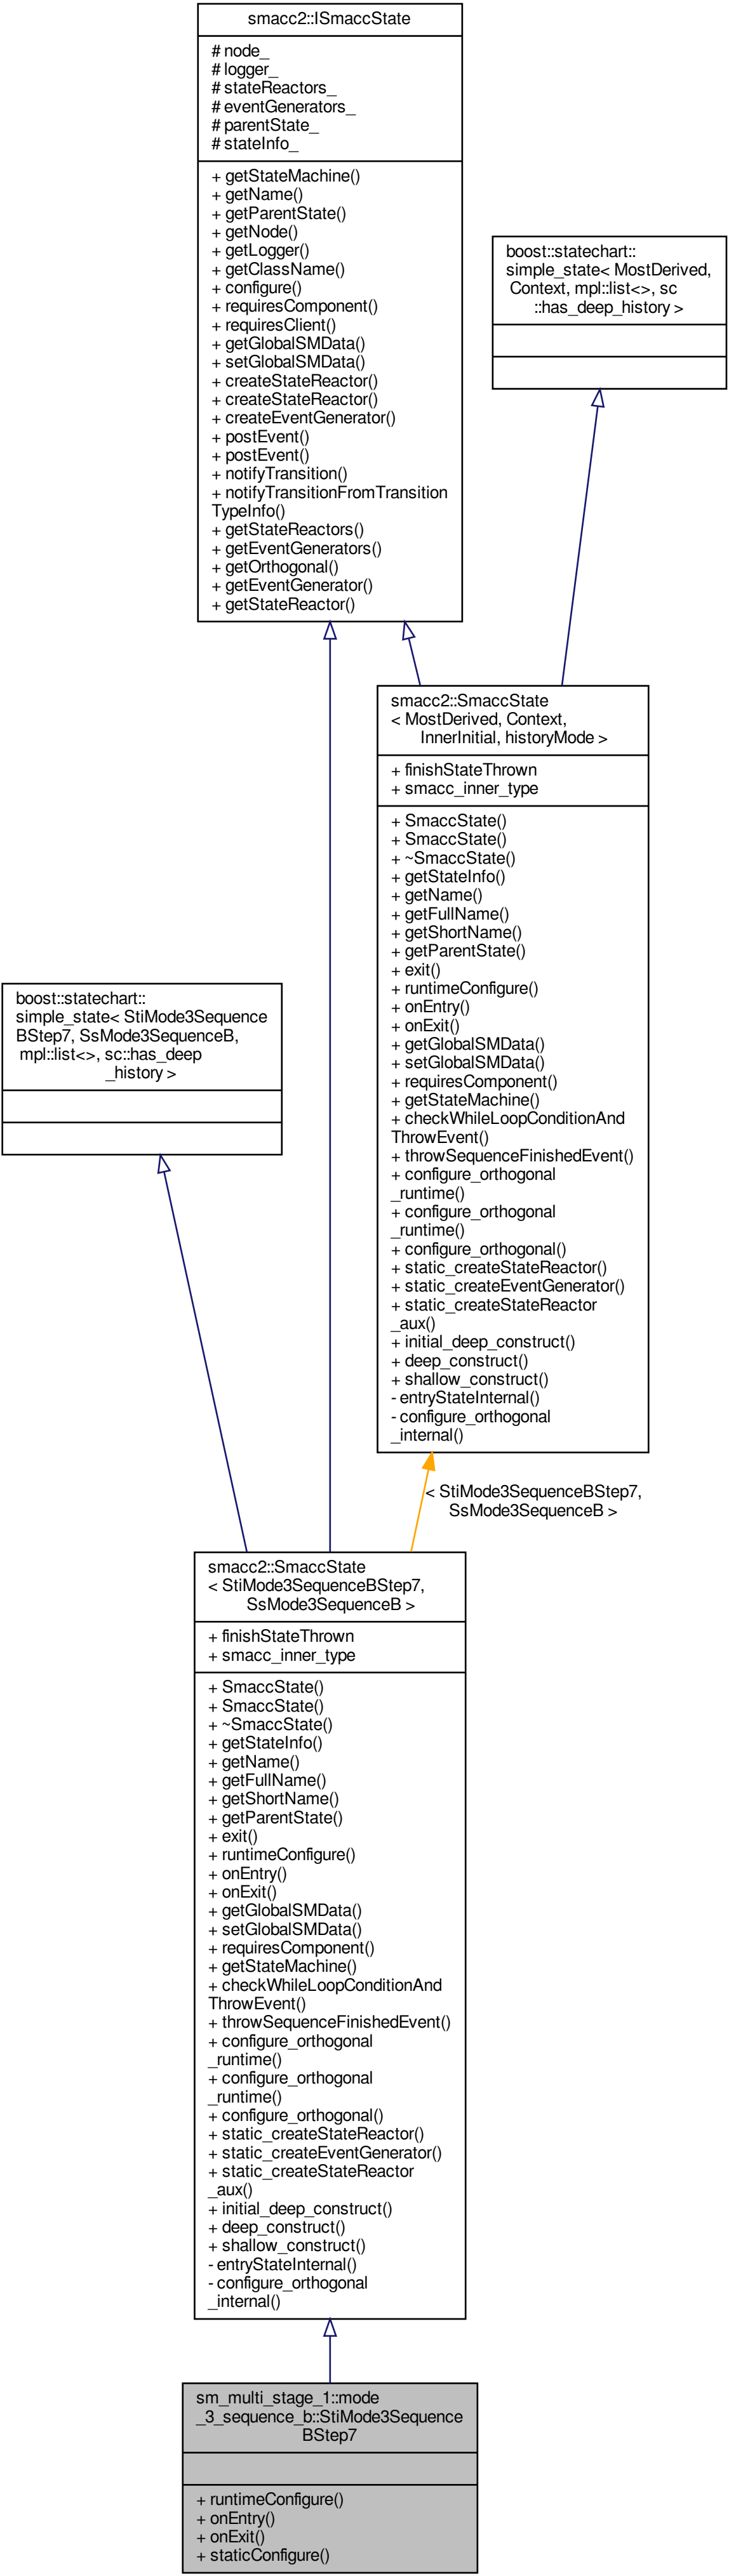 smacc2::ISmaccState
# node_
# logger_
# stateReactors_
# eventGenerators_
# parentState_
# stateInfo_
+ getStateMachine()
+ getName()
+ getParentState()
+ getNode()
+ getLogger()
+ getClassName()
+ configure()
+ requiresComponent()
+ requiresClient()
+ getGlobalSMData()
+ setGlobalSMData()
+ createStateReactor()
+ createStateReactor()
+ createEventGenerator()
+ postEvent()
+ postEvent()
+ notifyTransition()
+ notifyTransitionFromTransition
TypeInfo()
+ getStateReactors()
+ getEventGenerators()
+ getOrthogonal()
+ getEventGenerator()
+ getStateReactor()
boost::statechart::
simple_state< MostDerived,
Context, mpl::list<>, sc
::has_deep_history >
smacc2::SmaccState
< MostDerived, Context,
InnerInitial, historyMode >
+ finishStateThrown
+ smacc_inner_type
+ SmaccState()
+ SmaccState()
+ ~SmaccState()
+ getStateInfo()
+ getName()
+ getFullName()
+ getShortName()
+ getParentState()
+ exit()
+ runtimeConfigure()
+ onEntry()
+ onExit()
+ getGlobalSMData()
+ setGlobalSMData()
+ requiresComponent()
+ getStateMachine()
+ checkWhileLoopConditionAnd
ThrowEvent()
+ throwSequenceFinishedEvent()
+ configure_orthogonal
_runtime()
+ configure_orthogonal
_runtime()
+ configure_orthogonal()
+ static_createStateReactor()
+ static_createEventGenerator()
+ static_createStateReactor
_aux()
+ initial_deep_construct()
+ deep_construct()
+ shallow_construct()
- entryStateInternal()
- configure_orthogonal
_internal()
boost::statechart::
simple_state< StiMode3Sequence
BStep7, SsMode3SequenceB,
mpl::list<>, sc::has_deep
_history >
< StiMode3SequenceBStep7,
SsMode3SequenceB >
smacc2::SmaccState
< StiMode3SequenceBStep7,
SsMode3SequenceB >
+ finishStateThrown
+ smacc_inner_type
+ SmaccState()
+ SmaccState()
+ ~SmaccState()
+ getStateInfo()
+ getName()
+ getFullName()
+ getShortName()
+ getParentState()
+ exit()
+ runtimeConfigure()
+ onEntry()
+ onExit()
+ getGlobalSMData()
+ setGlobalSMData()
+ requiresComponent()
+ getStateMachine()
+ checkWhileLoopConditionAnd
ThrowEvent()
+ throwSequenceFinishedEvent()
+ configure_orthogonal
_runtime()
+ configure_orthogonal
_runtime()
+ configure_orthogonal()
+ static_createStateReactor()
+ static_createEventGenerator()
+ static_createStateReactor
_aux()
+ initial_deep_construct()
+ deep_construct()
+ shallow_construct()
- entryStateInternal()
- configure_orthogonal
_internal()
sm_multi_stage_1::mode
_3_sequence_b::StiMode3Sequence
BStep7
+ runtimeConfigure()
+ onEntry()
+ onExit()
+ staticConfigure()